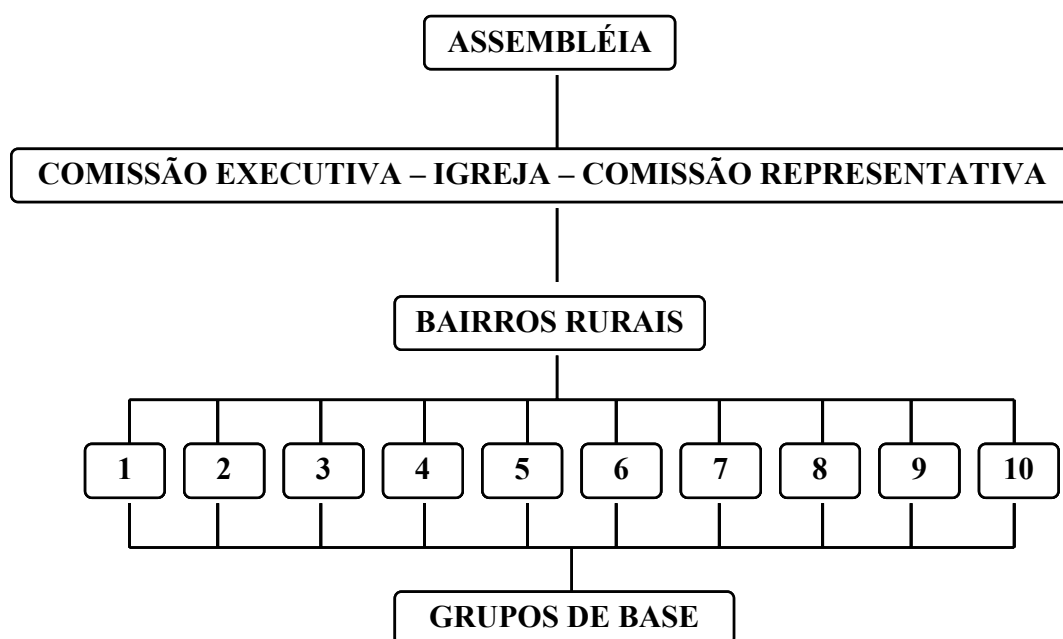 ASSEMBLÉIA
COMISSÃO EXECUTIVA – IGREJA – COMISSÃO REPRESENTATIVA
BAIRROS RURAIS
1 2 3 4 5 6 7 8 9 10
GRUPOS DE BASE